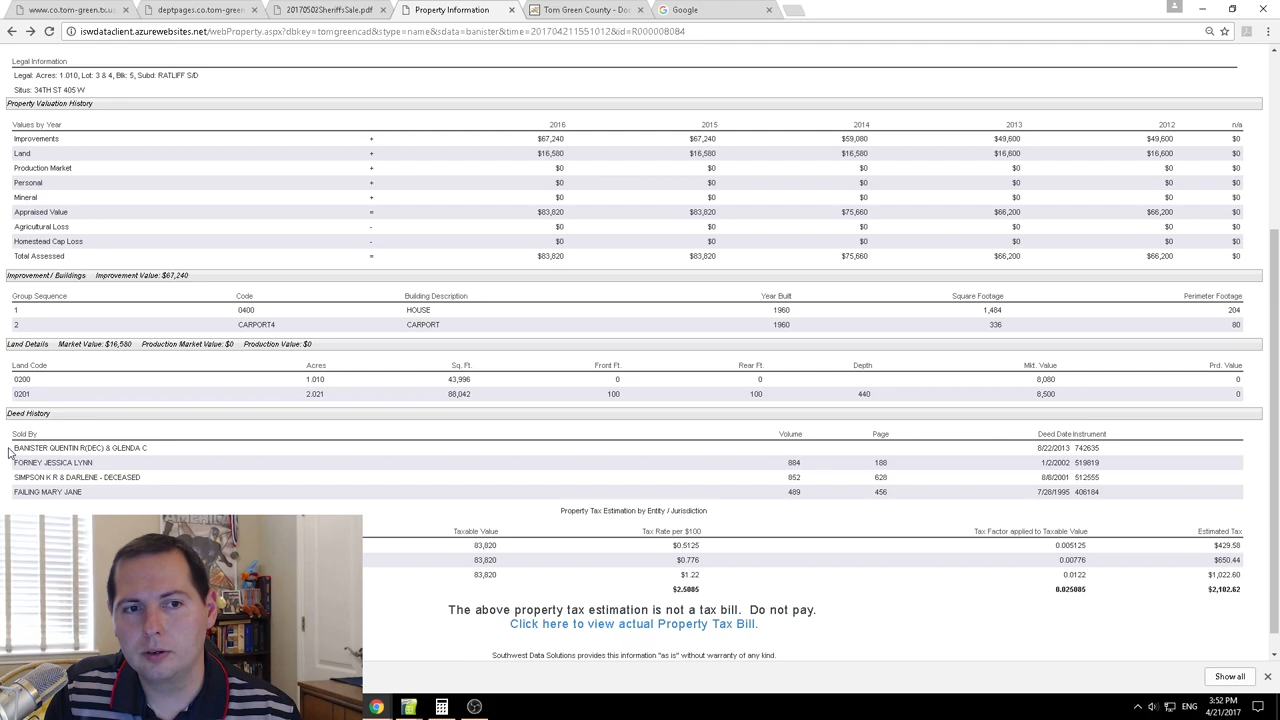 www.co.tom-green.tx.us
deptpages.co.tom-green
20170502SheriffsSale.pdf
Property Information
Tom Green County - Do
Google
iswdataclient.azurewebsites.net/webProperty.aspx?dbkey=tomgreencad&stype=name&sdata=banister&time=201704211551012&id=R000008084
Legal Information
Legal: Acres: 1.010, Lot: 3 & 4, Blk: 5, Subd: RATLIFF S/D
Situs: 34TH ST 405 W
Property Valuation History
Values by Year 2016 2015 2014 2013 2012 n/a
Improvements + $67,240 $67,240 $59,080 $49,600 $49,600 $0
Land + $16,580 $16,580 $16,580 $16,600 $16,600 $0
Production Market + $0 $0 $0 $0 $0 $0
Personal + $0 $0 $0 $0 $0 $0
Mineral + $0 $0 $0 $0 $0 $0
Appraised Value = $83,820 $83,820 $75,660 $66,200 $66,200 $0
Agricultural Loss - $0 $0 $0 $0 $0 $0
Homestead Cap Loss - $0 $0 $0 $0 $0 $0
Total Assessed = $83,820 $83,820 $75,660 $66,200 $66,200 $0
Improvement / Buildings Improvement Value: $67,240
Group Sequence Code Building Description Year Built Square Footage Perimeter Footage
1 0400 HOUSE 1960 1,484 204
2 CARPORT4 CARPORT 1960 336 80
Land Details Market Value: $16,580 Production Market Value: $0 Production Value: $0
Land Code Acres Sq. Ft. Front Ft. Rear Ft. Depth Mkt. Value Prd. Value
0200 1.010 43,996 0 0 8,080 0
0201 2.021 88,042 100 100 440 8,500 0
Deed History
Sold By Volume Page Deed Date Instrument
BANISTER QUENTIN R(DEC) & GLENDA C 8/22/2013 742635
FORNEY JESSICA LYNN 884 188 1/2/2002 519819
SIMPSON K R & DARLENE - DECEASED 852 628 8/8/2001 512555
FAILING MARY JANE 489 456 7/28/1995 406184
Property Tax Estimation by Entity / Jurisdiction
Taxable Value Tax Rate per $100 Tax Factor applied to Taxable Value Estimated Tax
83,820 $0.5125 0.005125 $429.58
83,820 $0.776 0.00776 $650.44
83,820 $1.22 0.0122 $1,022.60
$2.5085 0.025085 $2,102.62
The above property tax estimation is not a tax bill. Do not pay.
Click here to view actual Property Tax Bill.
Southwest Data Solutions provides this information "as is" without warranty of any kind.
Show all
ENG
3:52 PM
4/21/2017